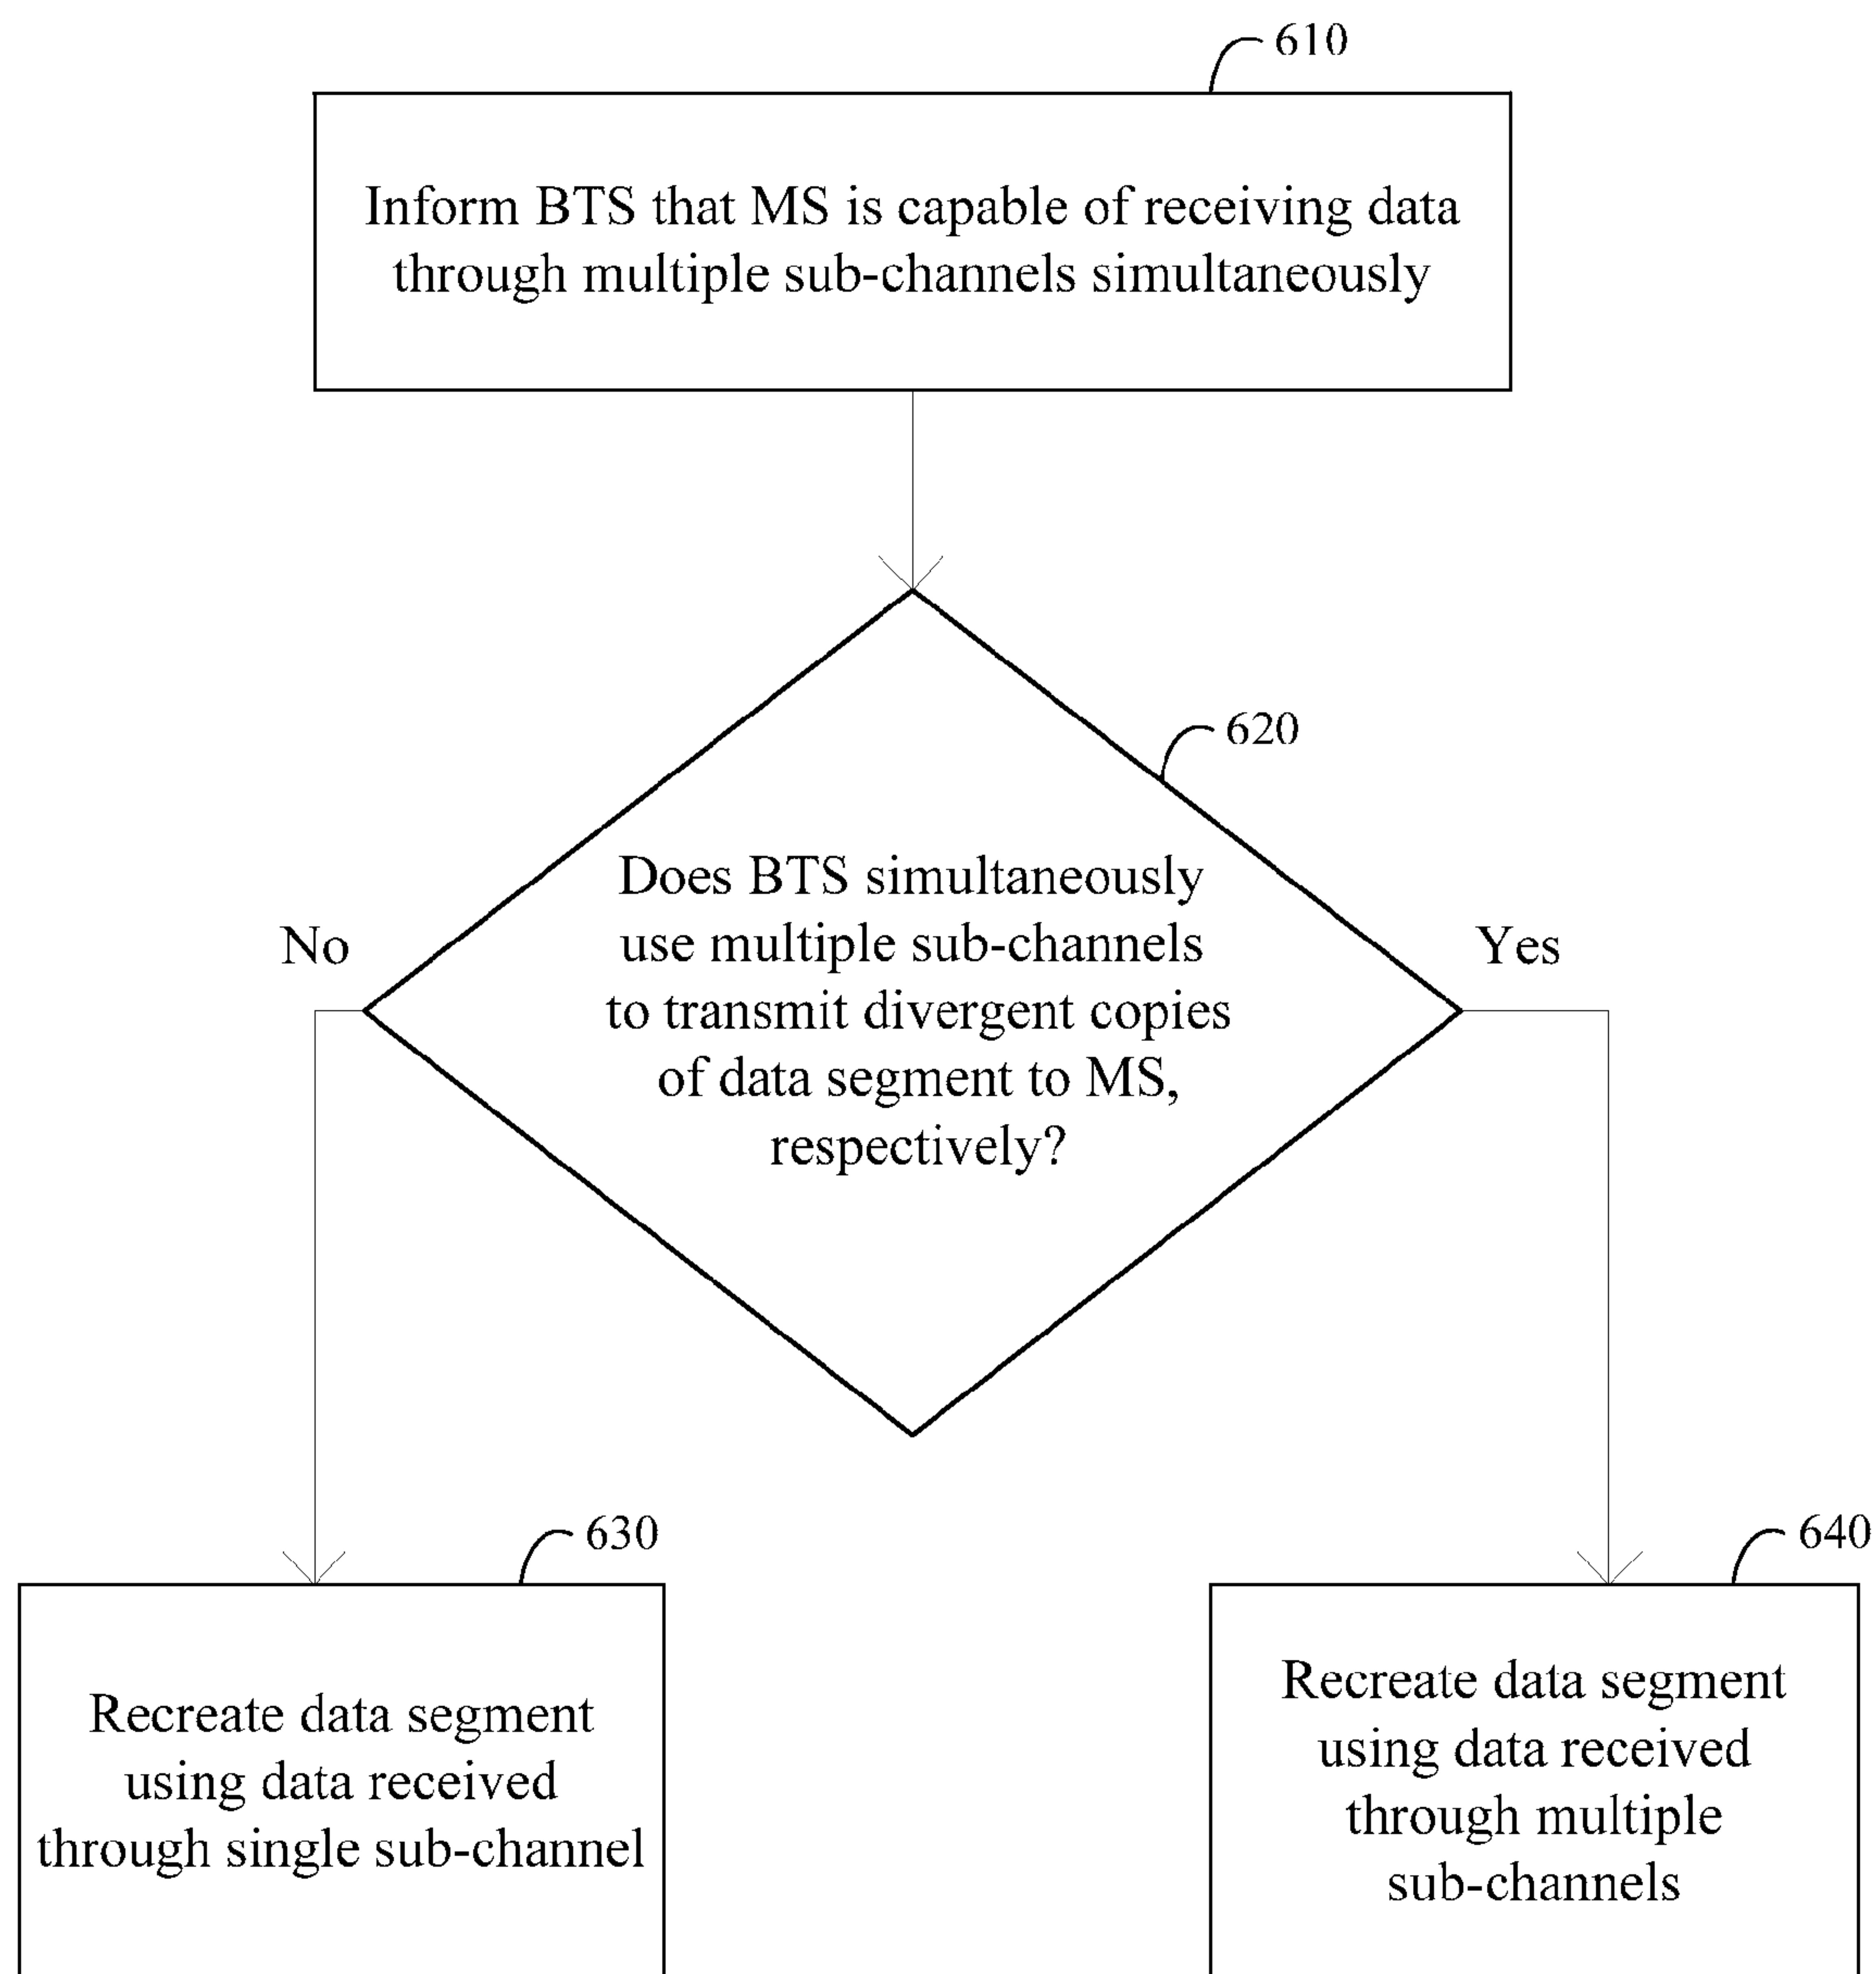 610
Inform BTS that MS is capable of receiving data
through multiple sub-channels simultaneously
620
Does BTS simultaneously
use multiple sub-channels
to transmit divergent copies
of data segment to MS,
respectively?
No
Yes
630
Recreate data segment
using data received
through single sub-channel
640
Recreate data segment
using data received
through multiple
sub-channels